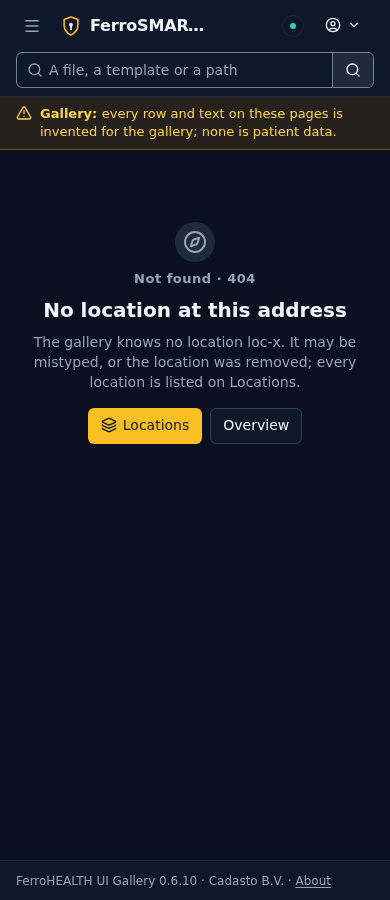 FerroSMAR...
A file, a template or a path
Gallery: every row and text on these pages is
invented for the gallery; none is patient data.
Not found · 404
No location at this address
The gallery knows no location loc-x. It may be
mistyped, or the location was removed; every
location is listed on Locations.
Locations
Overview
FerroHEALTH UI Gallery 0.6.10 · Cadasto B.V. · About